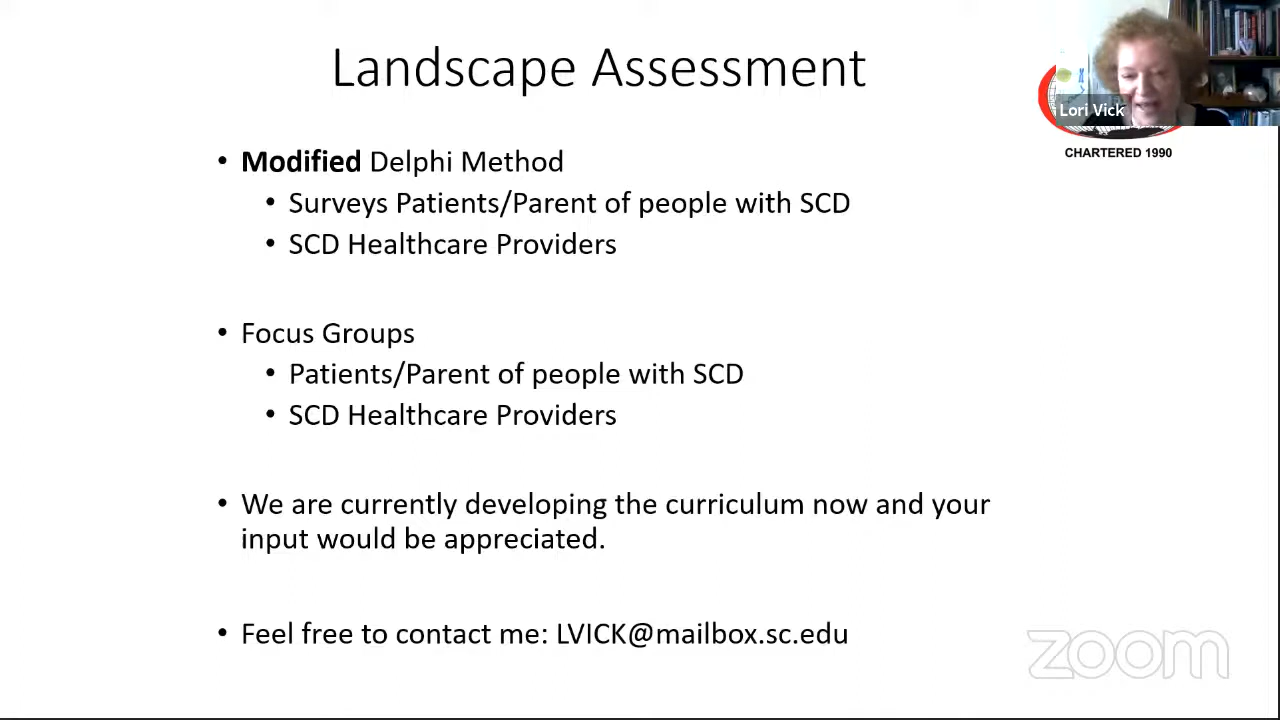 Landscape Assessment
Lori Vick
CHARTERED 1990
• Modified Delphi Method
• Surveys Patients/Parent of people with SCD
• SCD Healthcare Providers
• Focus Groups
• Patients/Parent of people with SCD
• SCD Healthcare Providers
• We are currently developing the curriculum now and your
input would be appreciated.
• Feel free to contact me: LVICK@mailbox.sc.edu
zoom